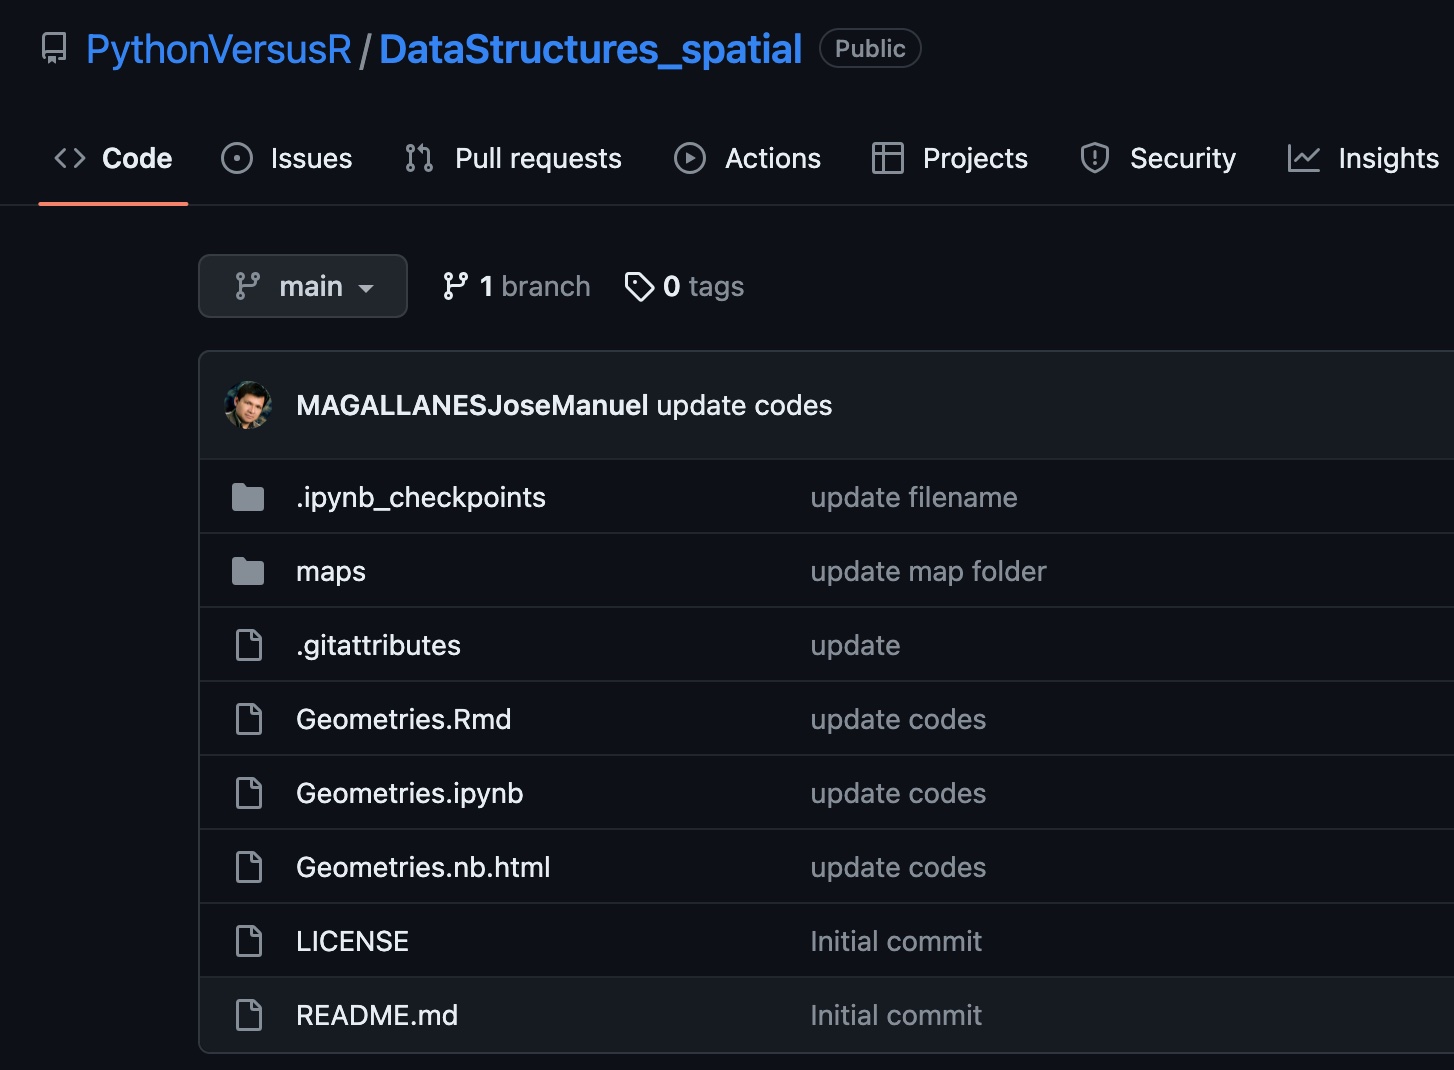 PythonVersusR / DataStructures_spatial Public
Code Issues Pull requests Actions Projects Security Insights
main 1 branch 0 tags
MAGALLANESJoseManuel update codes
.ipynb_checkpoints update filename
maps update map folder
.gitattributes update
Geometries.Rmd update codes
Geometries.ipynb update codes
Geometries.nb.html update codes
LICENSE Initial commit
README.md Initial commit